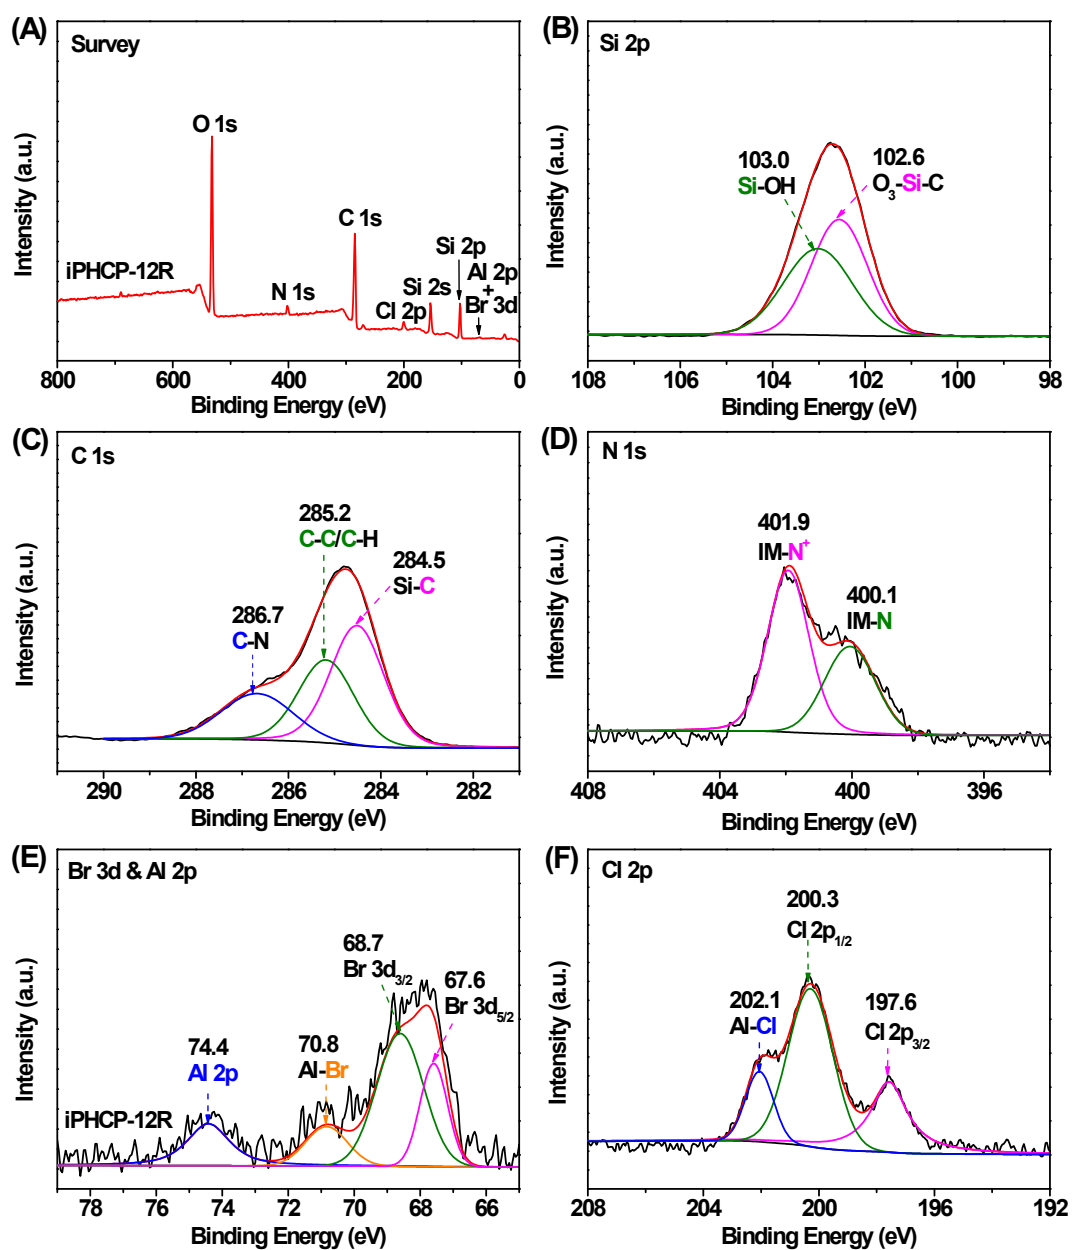 (A)
Survey
O 1s
C 1s
iPHCP-12R
N 1s
Cl 2p
Si 2s
Si 2p
Al 2p
+
Br 3d
Intensity (a.u.)
800 600 400 200 0
Binding Energy (eV)
(B)
Si 2p
103.0
Si-OH
102.6
O3-Si-C
Intensity (a.u.)
108 106 104 102 100 98
Binding Energy (eV)
(C)
C 1s
285.2
C-C/C-H
284.5
Si-C
286.7
C-N
Intensity (a.u.)
290 288 286 284 282
Binding Energy (eV)
(D)
N 1s
401.9
IM-N+
400.1
IM-N
Intensity (a.u.)
404 400 396
Binding Energy (eV)
(E)
Br 3d & Al 2p
68.7
Br 3d3/2
67.6
Br 3d5/2
74.4
Al 2p
70.8
Al-Br
iPHCP-12R
Intensity (a.u.)
78 76 74 72 70 68 66
Binding Energy (eV)
(F)
Cl 2p
200.3
Cl 2p1/2
202.1
Al-Cl
197.6
Cl 2p3/2
Intensity (a.u.)
208 204 200 196 192
Binding Energy (eV)